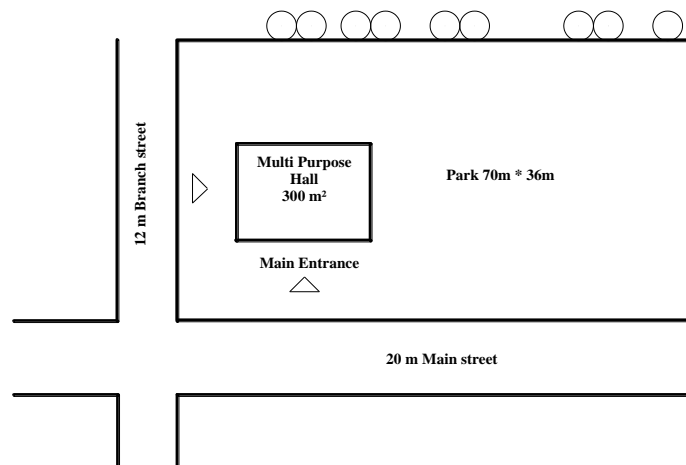 12 m Branch street
Multi Purpose
Hall
300 m²
Park 70m * 36m
Main Entrance
20 m Main street